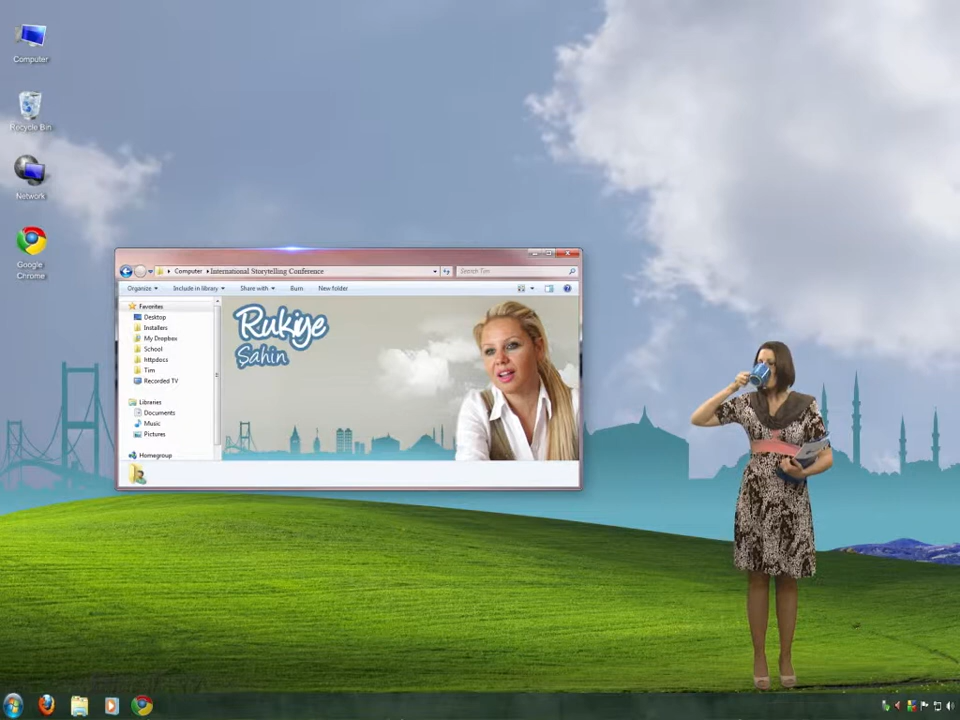 Computer
Recycle Bin
Network
Google
Chrome
Computer
International Storytelling Conference
Search Tim
Organize
Include in library
Share with
Burn
New folder
Favorites
Desktop
Installers
My Dropbox
School
httpdocs
Tim
Recorded TV
Libraries
Documents
Music
Pictures
Homegroup
Rukiye
Şahin